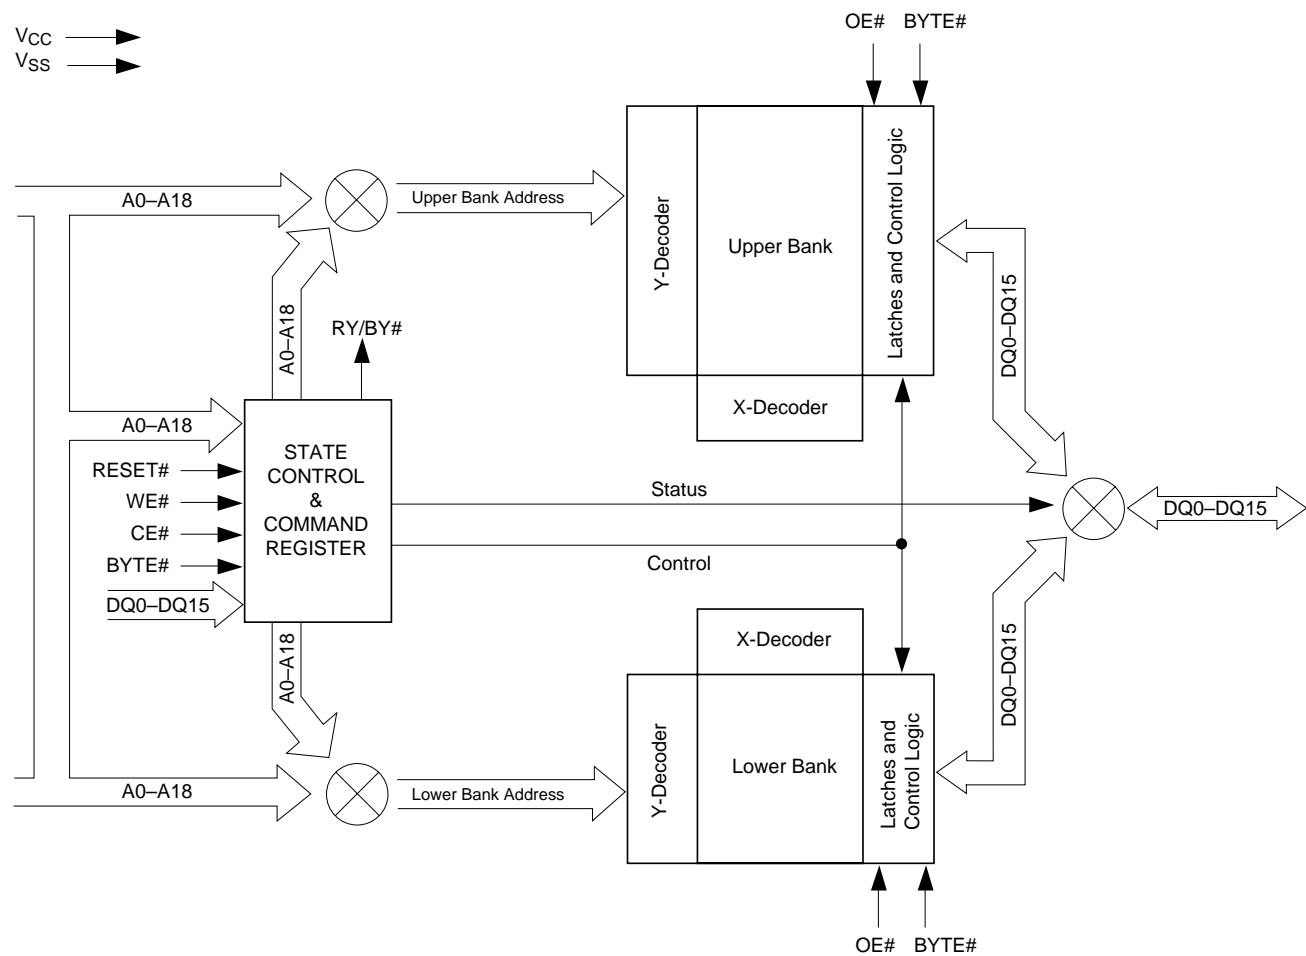 OE# BYTE#
VCC
VSS
A0–A18
Upper Bank Address
Y-Decoder
Upper Bank
Latches and Control Logic
X-Decoder
DQ0–DQ15
A0–A18
RY/BY#
A0–A18
RESET#
WE#
CE#
BYTE#
DQ0–DQ15
STATE
CONTROL
&
COMMAND
REGISTER
Status
Control
DQ0–DQ15
A0–A18
X-Decoder
DQ0–DQ15
A0–A18
Lower Bank Address
Y-Decoder
Lower Bank
Latches and
Control Logic
OE# BYTE#